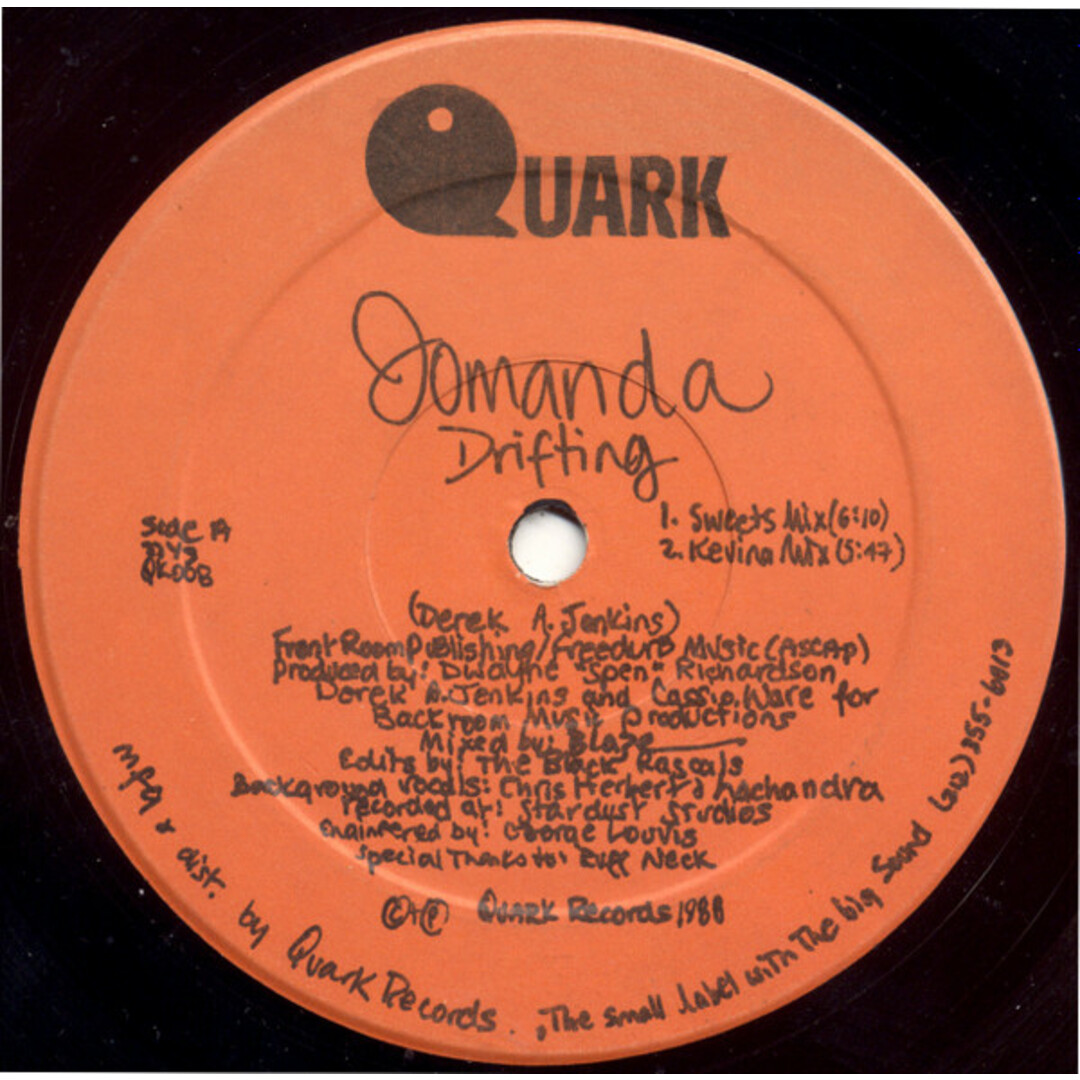 QUARK
Jomanda
Drifting
1. Sweets Mix (6:10)
2. Kevina Mix (5:47)
Side A
QK008
(Derek A. Jenkins)
Front Room Publishing/Freedurb Music (ASCAP)
Produced by: Dwayne "Spen" Richardson
Derek A. Jenkins and Cassio Ware for
Backroom Music Productions
Mixed by: Blaze
Edits by: The Black Rascals
Background vocals: Chris Herbert & Lachandra
recorded at: Stardust Studios
Engineered by: George Louvis
Special Thanks to: Ruff Neck
©+℗ QUARK Records 1988
mfg & dist. by Quark Records. The small label with The big Sound (212) 355-6013